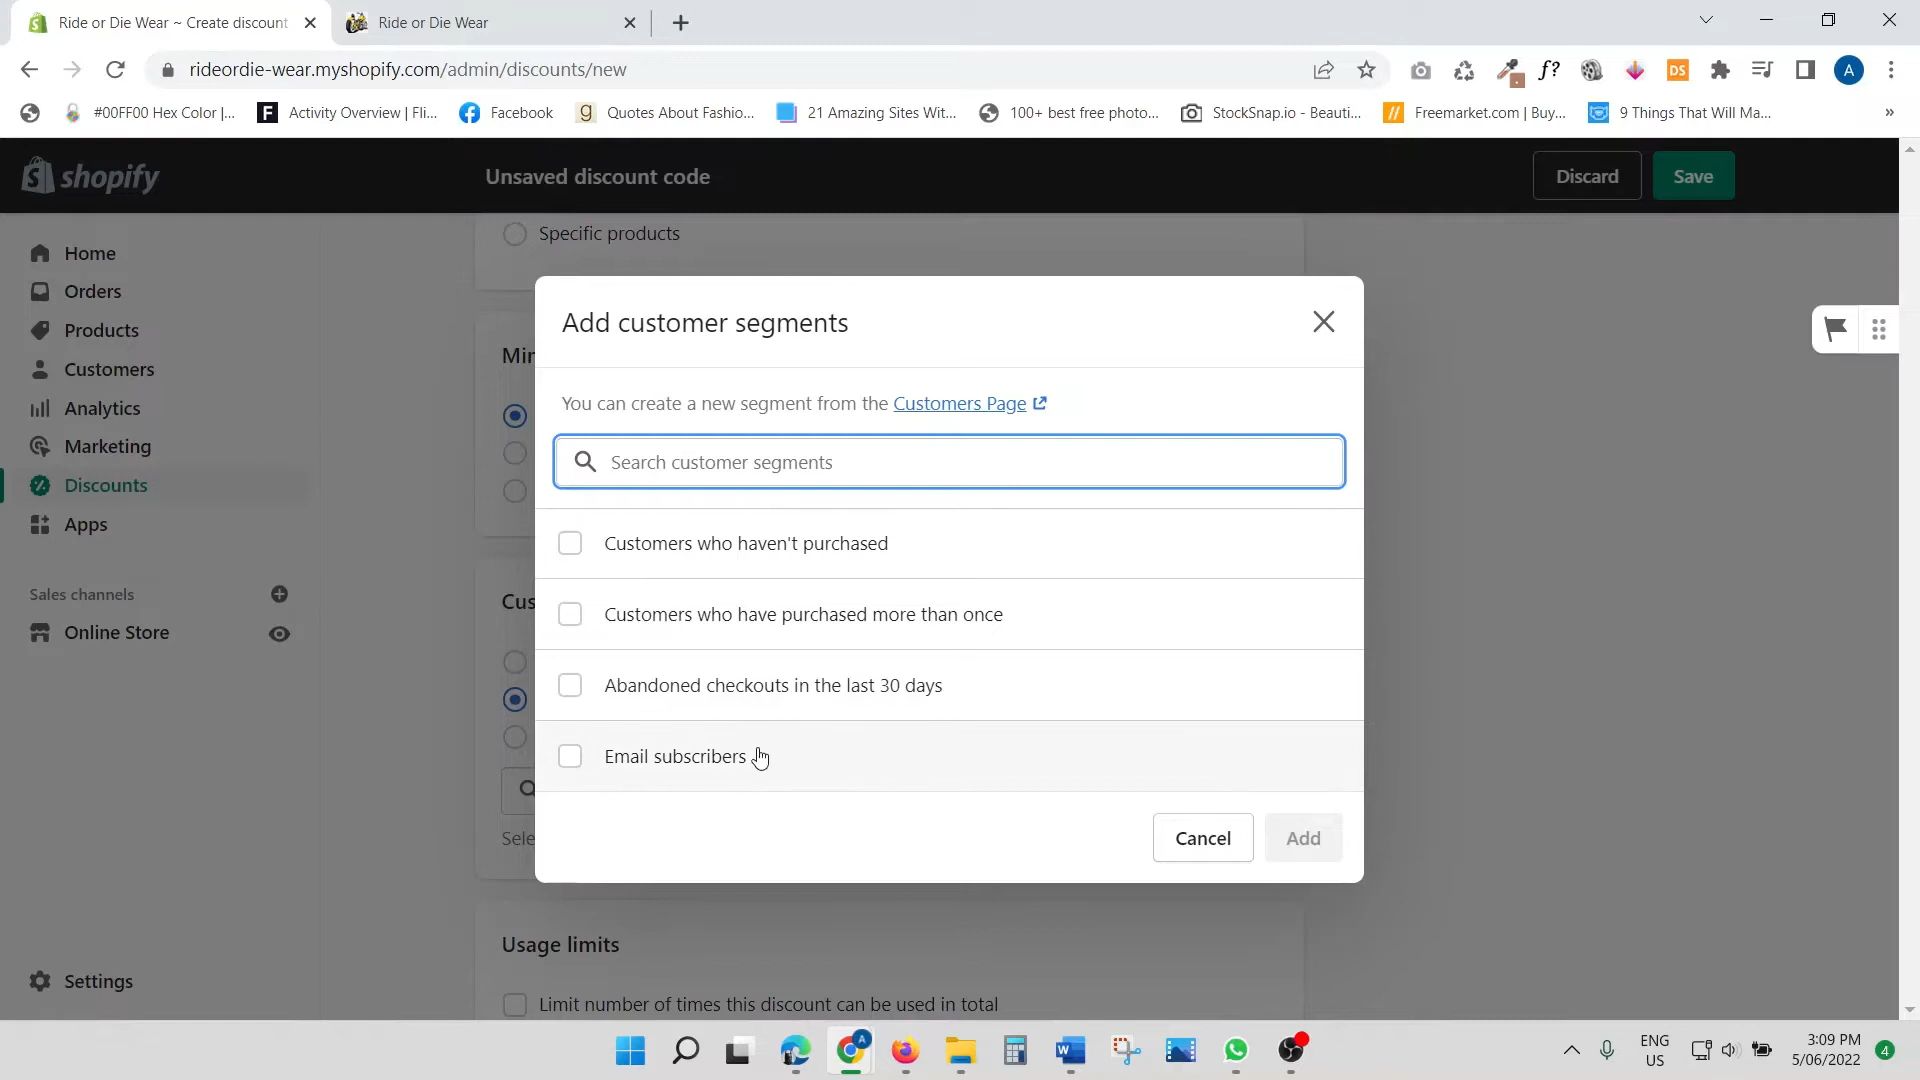 Ride or Die Wear ~ Create discount
Ride or Die Wear
rideordie-wear.myshopify.com/admin/discounts/new
#00FF00 Hex Color |...
Activity Overview | Fli...
Facebook
Quotes About Fashio...
21 Amazing Sites Wit...
100+ best free photo...
StockSnap.io - Beauti...
Freemarket.com | Buy...
9 Things That Will Ma...
»
shopify
Unsaved discount code
Discard
Save
Home
Orders
Products
Customers
Analytics
Marketing
Discounts
Apps
Sales channels
Online Store
Settings
Specific products
Min
Cus
Sele
Add customer segments
You can create a new segment from the Customers Page
Search customer segments
Customers who haven't purchased
Customers who have purchased more than once
Abandoned checkouts in the last 30 days
Email subscribers
Cancel
Add
Usage limits
Limit number of times this discount can be used in total
f?
DS
A
A
W
ENG
US
3:09 PM
5/06/2022
4